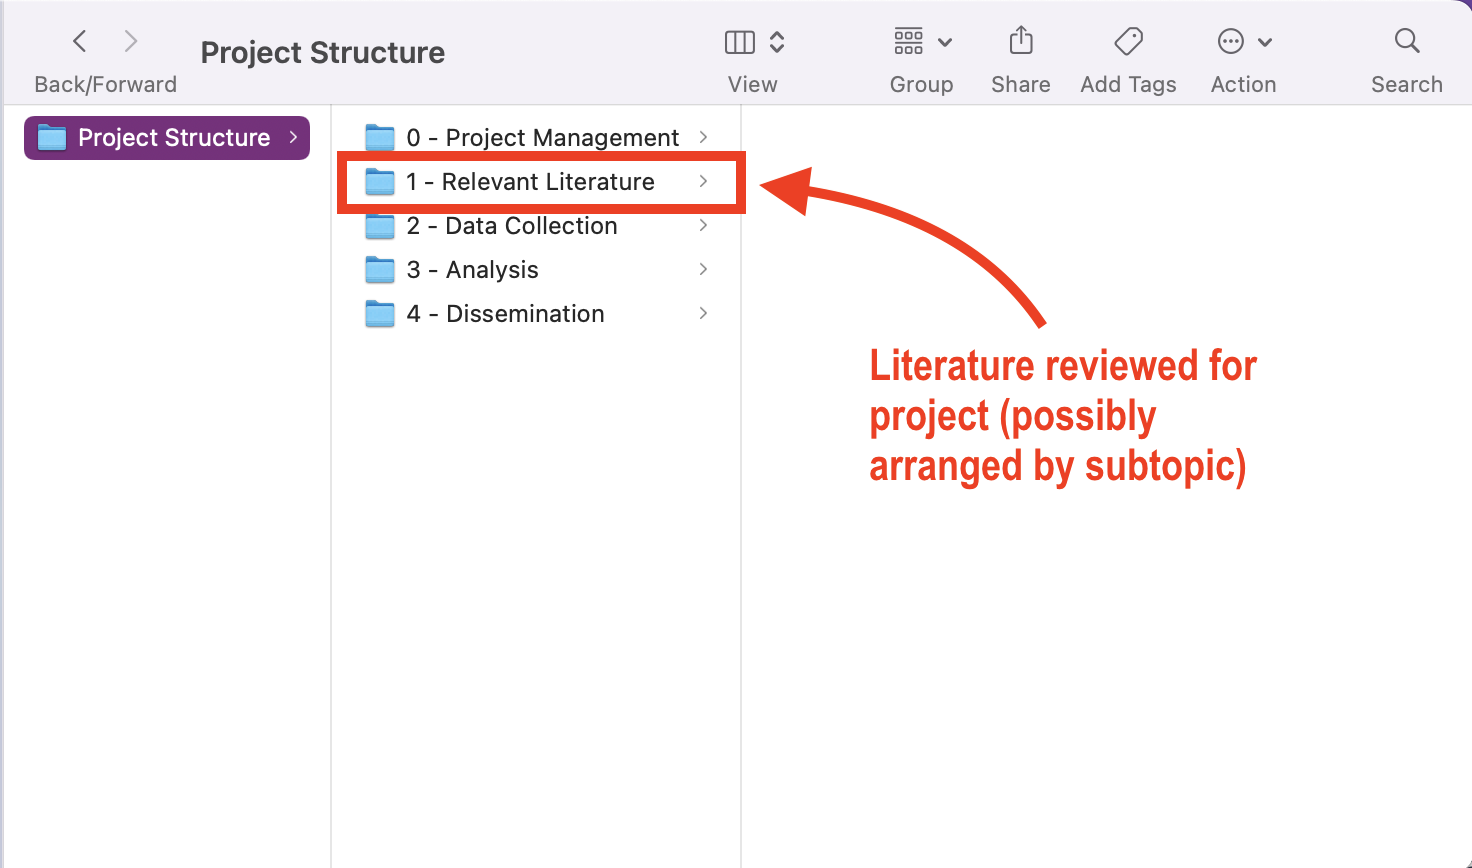 Project Structure
Back/Forward
View
Group
Share
Add Tags
Action
Search
Project Structure
0 - Project Management
1 - Relevant Literature
2 - Data Collection
3 - Analysis
4 - Dissemination
Literature reviewed for
project (possibly
arranged by subtopic)